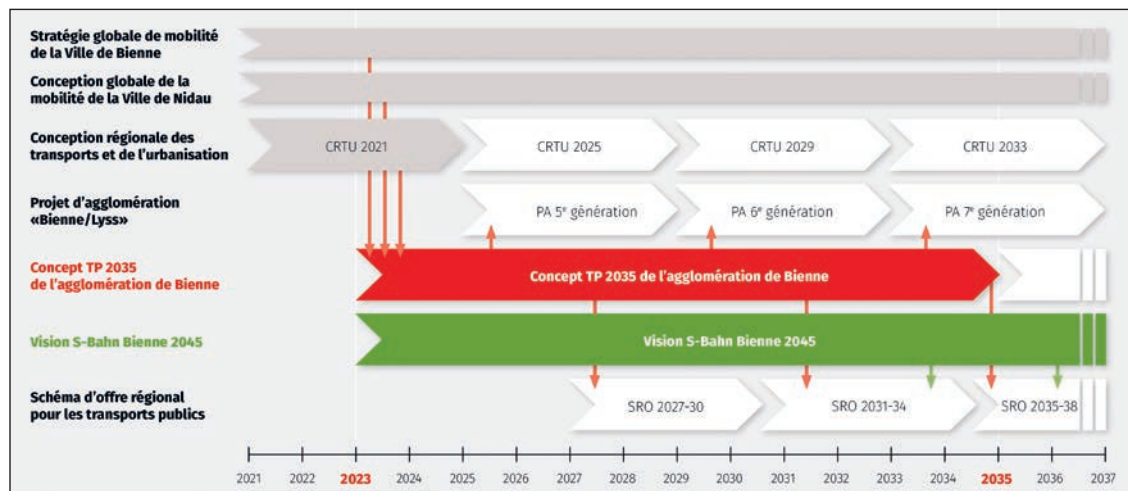 Stratégie globale de mobilité
de la Ville de Bienne
Conception globale de la
mobilité de la Ville de Nidau
Conception régionale des
transports et de l'urbanisation
CRTU 2021
CRTU 2025
CRTU 2029
CRTU 2033
Projet d'agglomération
«Bienne/Lyss»
PA 5e génération
PA 6e génération
PA 7e génération
Concept TP 2035
de l'agglomération de Bienne
Concept TP 2035 de l'agglomération de Bienne
Vision S-Bahn Bienne 2045
Vision S-Bahn Bienne 2045
Schéma d'offre régional
pour les transports publics
SRO 2027-30
SRO 2031-34
SRO 2035-38
2021 2022 2023 2024 2025 2026 2027 2028 2029 2030 2031 2032 2033 2034 2035 2036 2037